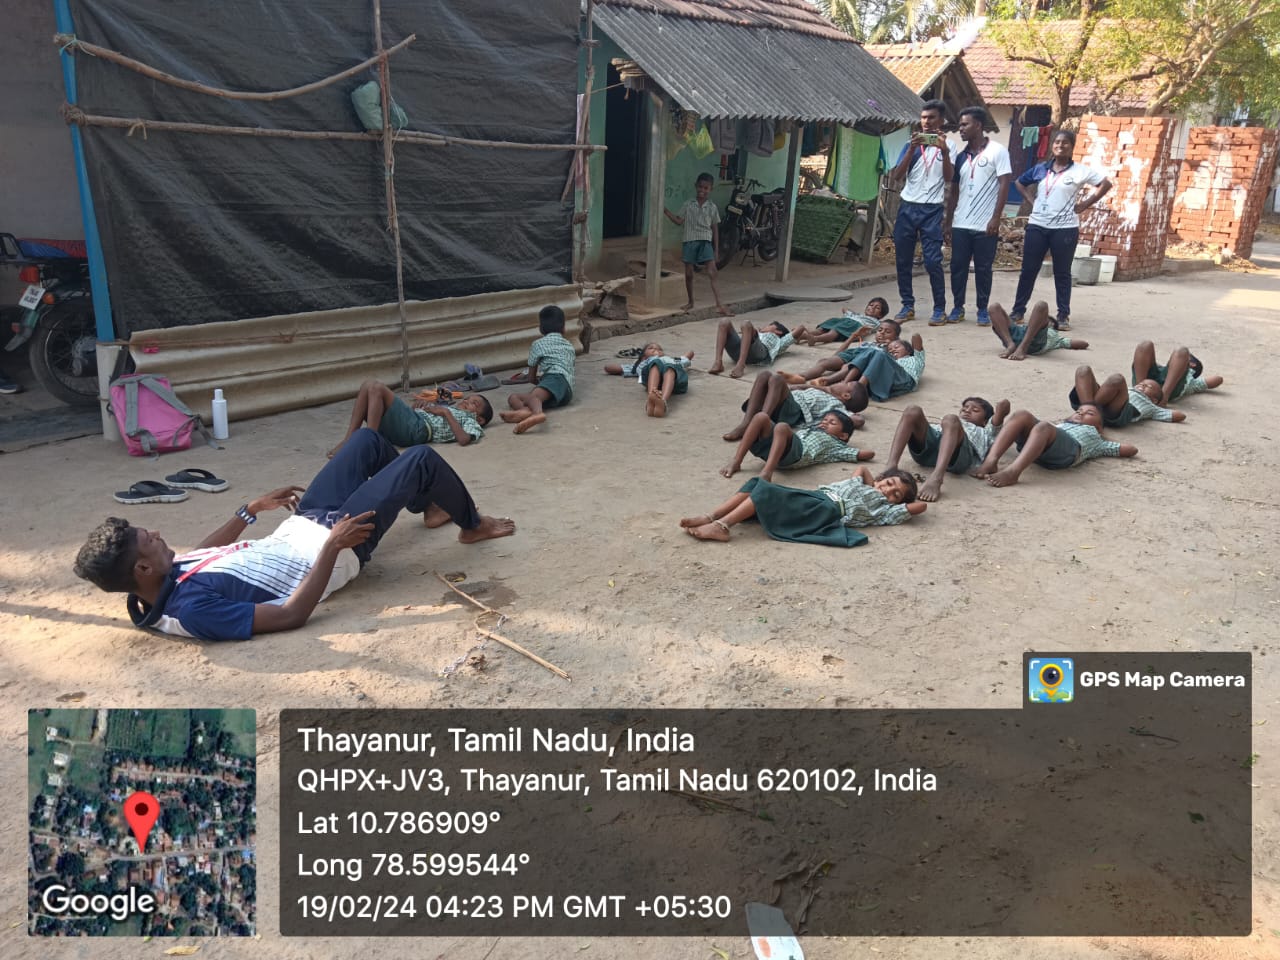 GPS Map Camera
Thayanur, Tamil Nadu, India
QHPX+JV3, Thayanur, Tamil Nadu 620102, India
Lat 10.786909°
Long 78.599544°
19/02/24 04:23 PM GMT +05:30
Google